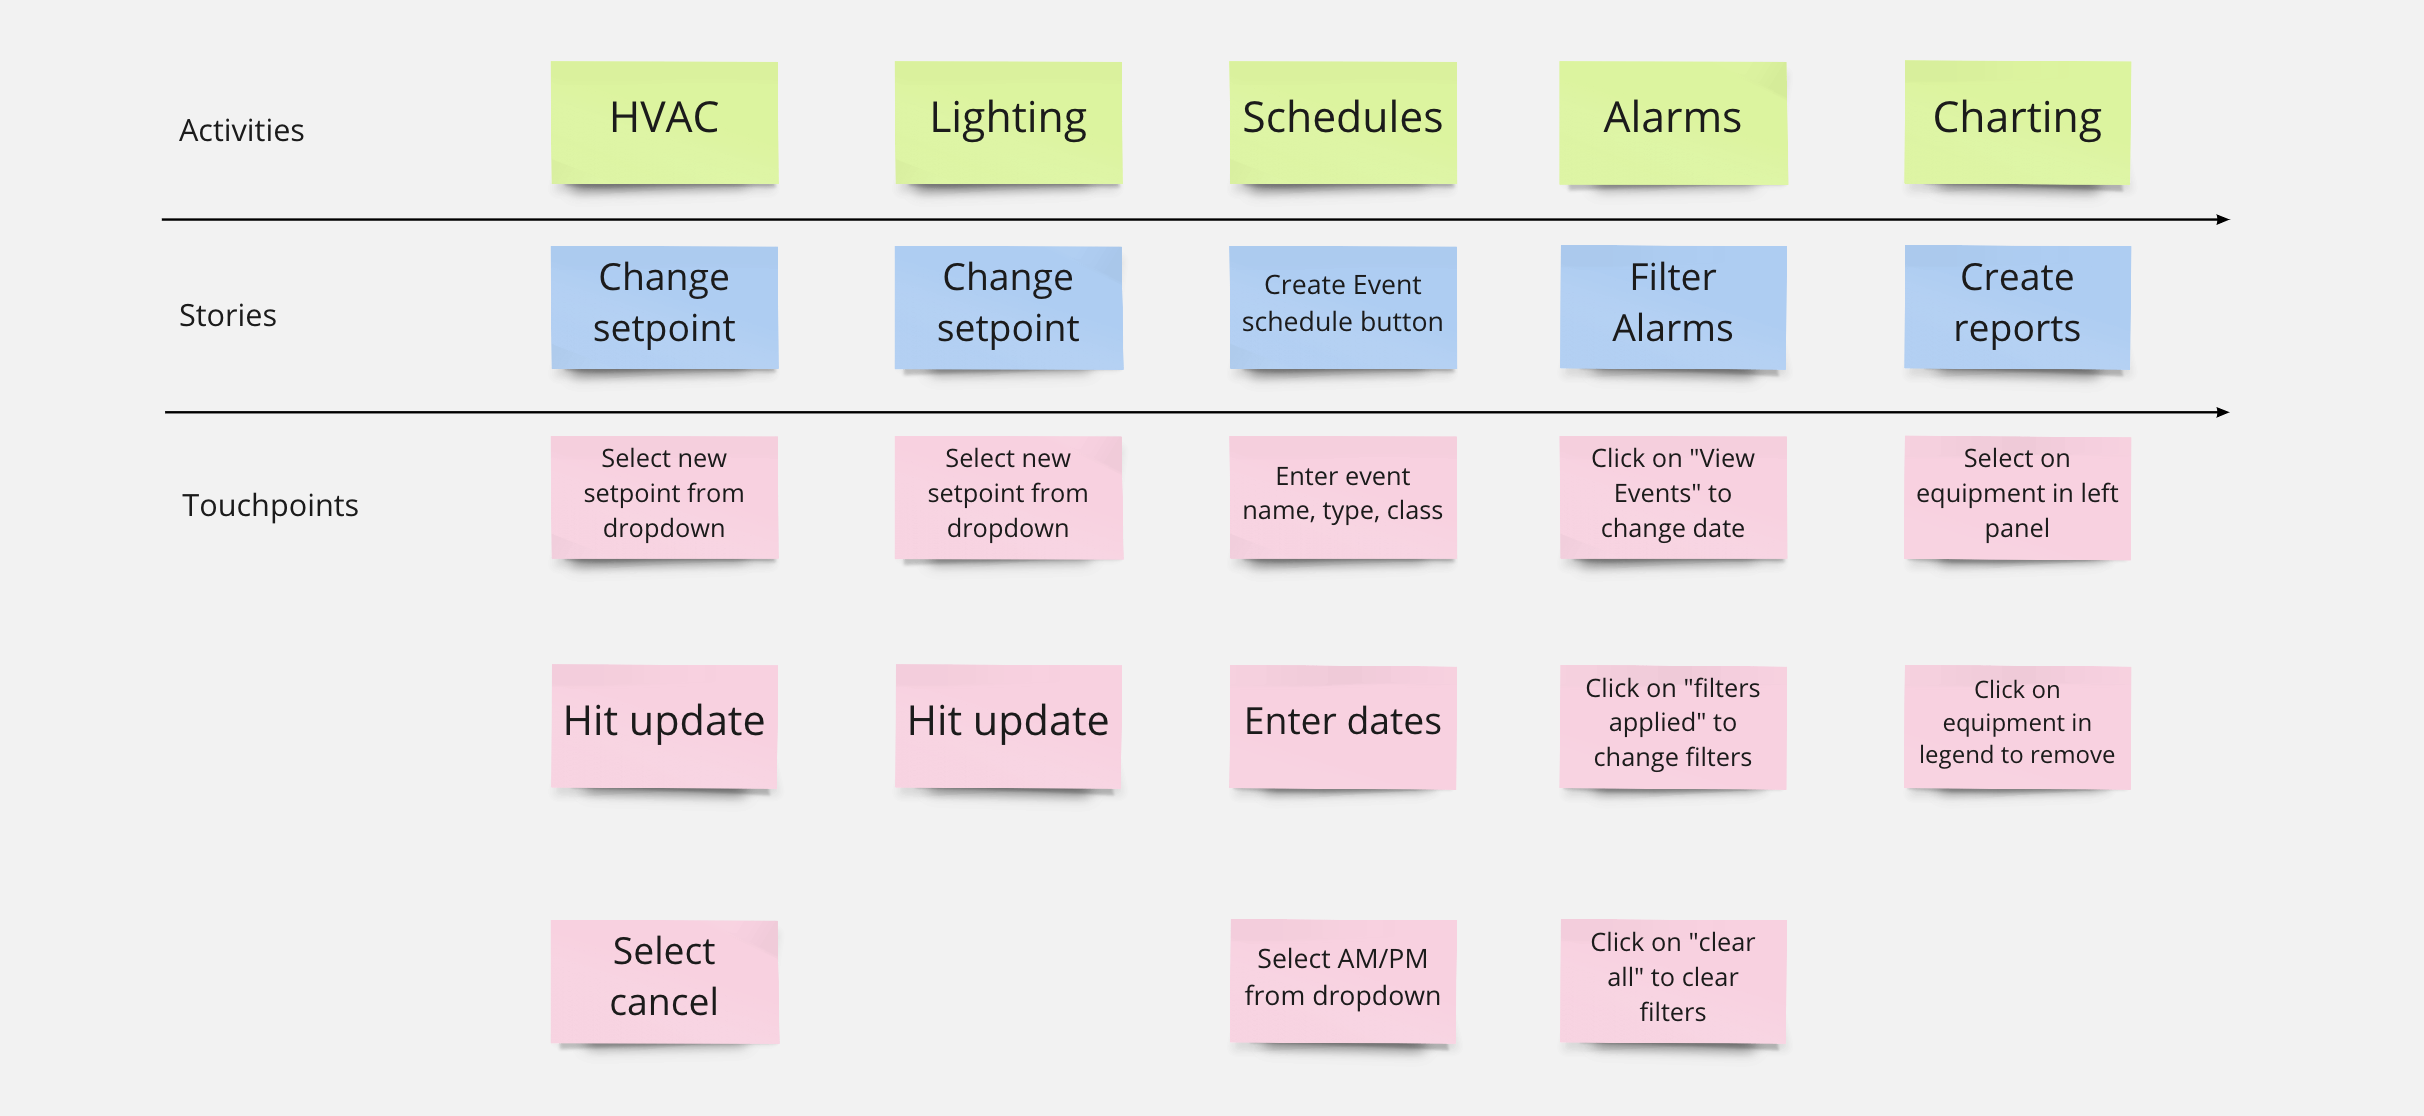 Activities
HVAC
Lighting
Schedules
Alarms
Charting
Stories
Change
setpoint
Change
setpoint
Create Event
schedule button
Filter
Alarms
Create
reports
Touchpoints
Select new
setpoint from
dropdown
Select new
setpoint from
dropdown
Enter event
name, type, class
Click on "View
Events" to
change date
Select on
equipment in left
panel
Hit update
Hit update
Enter dates
Click on "filters
applied" to
change filters
Click on
equipment in
legend to remove
Select
cancel
Select AM/PM
from dropdown
Click on "clear
all" to clear
filters